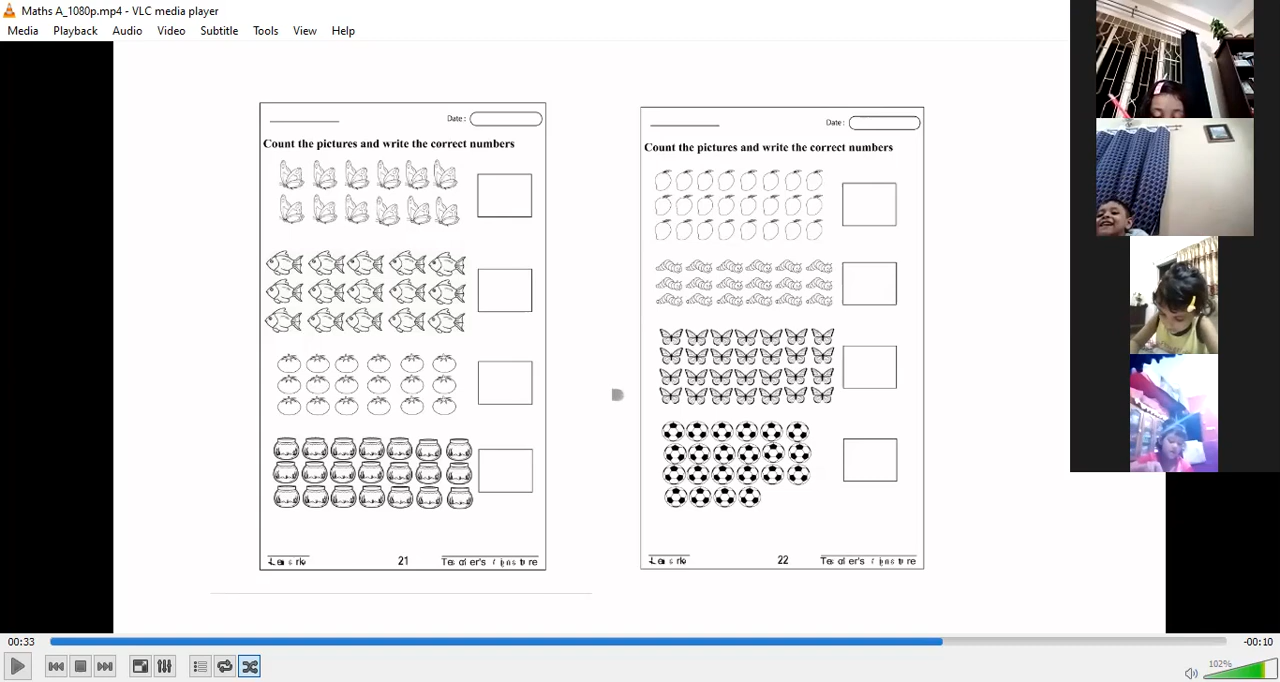 Maths A_1080p.mp4 - VLC media player
Media Playback Audio Video Subtitle Tools View Help
Date :
Count the pictures and write the correct numbers
21
Date :
Count the pictures and write the correct numbers
22
00:33
-00:10
102%